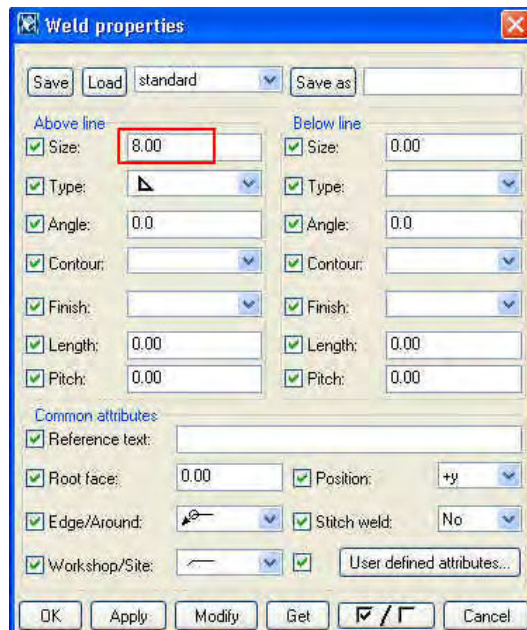 Weld properties
Save Load standard Save as
Above line Below line
Size: 8.00 Size: 0.00
Type: Type:
Angle: 0.0 Angle: 0.0
Contour: Contour:
Finish: Finish:
Length: 0.00 Length: 0.00
Pitch: 0.00 Pitch: 0.00
Common attributes
Reference text:
Root face: 0.00 Position: +y
Edge/Around: Stitch weld: No
Workshop/Site: User defined attributes...
OK Apply Modify Get / Cancel